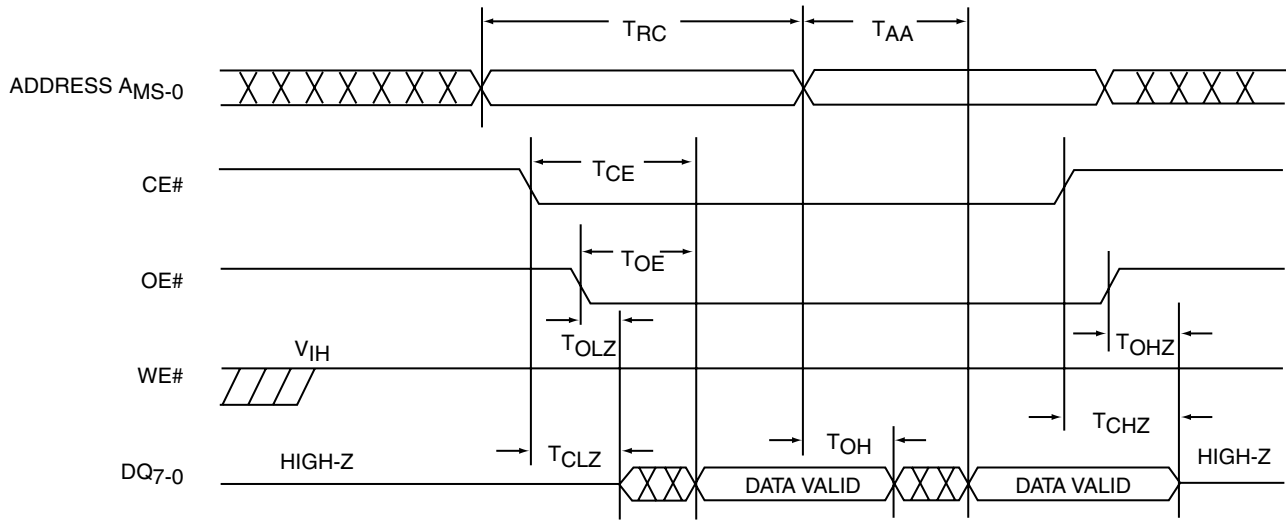 TRC TAA
ADDRESS AMS-0
TCE
CE#
TOE
OE#
TOLZ TOHZ
VIH
WE#
TCLZ TOH TCHZ
HIGH-Z HIGH-Z
DQ7-0
DATA VALID DATA VALID